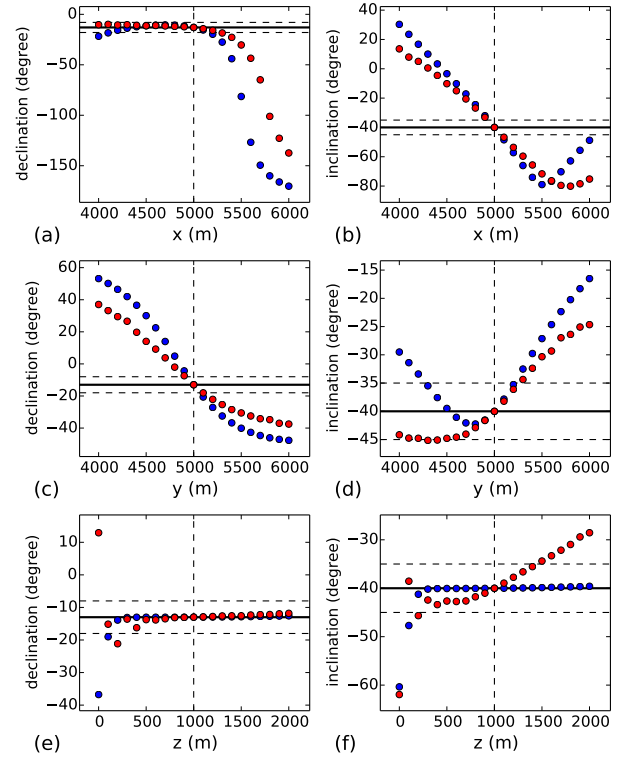 0
−50
−100
−150
declination (degree)
4000 4500 5000 5500 6000
x (m)
(a)
40
20
0
−20
−40
−60
−80
inclination (degree)
4000 4500 5000 5500 6000
x (m)
(b)
60
40
20
0
−20
−40
declination (degree)
4000 4500 5000 5500 6000
y (m)
(c)
−15
−20
−25
−30
−35
−40
−45
inclination (degree)
4000 4500 5000 5500 6000
y (m)
(d)
10
0
−10
−20
−30
−40
declination (degree)
0 500 1000 1500 2000
z (m)
(e)
−30
−40
−50
−60
inclination (degree)
0 500 1000 1500 2000
z (m)
(f)